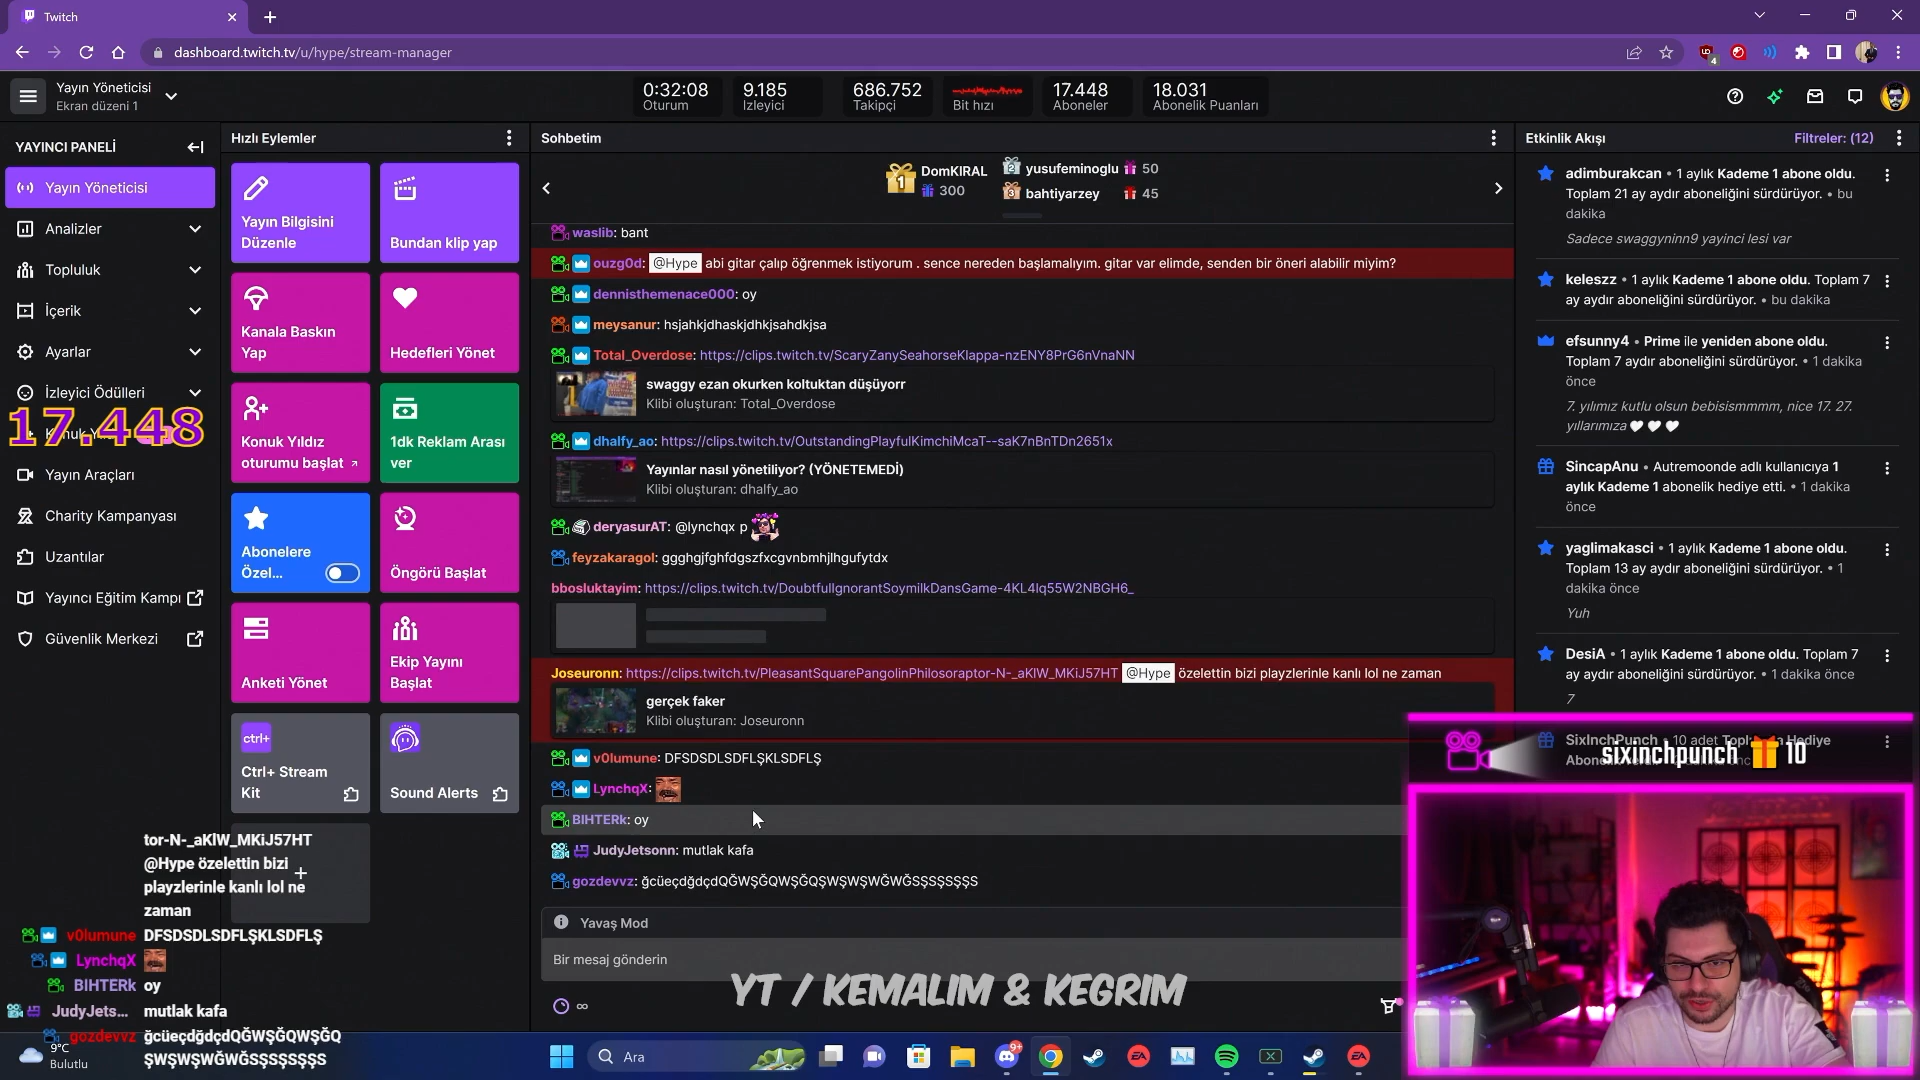 Twitch
dashboard.twitch.tv/u/hype/stream-manager
4
Yayın Yöneticisi
Ekran düzeni 1
0:32:08
Oturum
9.185
İzleyici
686.752
Takipçi
Bit hızı
17.448
Aboneler
18.031
Abonelik Puanları
YAYINCI PANELİ
Yayın Yöneticisi
Analizler
Topluluk
İçerik
Ayarlar
İzleyici Ödülleri
17.448
Yayın Araçları
Charity Kampanyası
Uzantılar
Yayıncı Eğitim Kampı
Güvenlik Merkezi
Hızlı Eylemler
Yayın Bilgisini
Düzenle
Bundan klip yap
Kanala Baskın
Yap
Hedefleri Yönet
Konuk Yıldız
oturumu başlat
1dk Reklam Arası
ver
Abonelere
Özel...
Öngörü Başlat
Anketi Yönet
Ekip Yayını
Başlat
ctrl+
Ctrl+ Stream
Kit
Sound Alerts
Sohbetim
1
DomKIRAL
300
2
yusufeminoglu 50
3
bahtiyarzey 45
waslib: bant
ouzg0d: @Hype abi gitar çalıp öğrenmek istiyorum . sence nereden başlamalıyım. gitar var elimde, senden bir öneri alabilir miyim?
dennisthemenace000: oy
meysanur: hsjahkjdhaskjdhkjsahdkjsa
Total_Overdose: https://clips.twitch.tv/ScaryZanySeahorseKlappa-nzENY8PrG6nVnaNN
swaggy ezan okurken koltuktan düşüyorr
Klibi oluşturan: Total_Overdose
dhalfy_ao: https://clips.twitch.tv/OutstandingPlayfulKimchiMcaT--saK7nBnTDn2651x
Yayınlar nasıl yönetiliyor? (YÖNETEMEDİ)
Klibi oluşturan: dhalfy_ao
deryasurAT: @lynchqx p
feyzakaragol: ggghgjfghfdgszfxcgvnbmhjlhgufytdx
bbosluktayim: https://clips.twitch.tv/DoubtfulIgnorantSoymilkDansGame-4KL4lq55W2NBGH6_
Joseuronn: https://clips.twitch.tv/PleasantSquarePangolinPhilosoraptor-N-_aKlW_MKiJ57HT @Hype özelettin bizi playzlerinle kanlı lol ne zaman
gerçek faker
Klibi oluşturan: Joseuronn
v0lumune: DFSDSDLSDFLŞKLSDFLŞ
LynchqX:
BIHTERk: oy
JudyJetsonn: mutlak kafa
gozdevvz: ğcüeçdğdçdQĞWŞĞQWŞĞQŞWŞWŞWĞWĞSŞSŞSŞŞS
Yavaş Mod
Bir mesaj gönderin
Etkinlik Akışı
Filtreler: (12)
adimburakcan • 1 aylık Kademe 1 abone oldu.
Toplam 21 ay aydır aboneliğini sürdürüyor. • bu
dakika
Sadece swaggyninn9 yayinci lesi var
keleszz • 1 aylık Kademe 1 abone oldu. Toplam 7
ay aydır aboneliğini sürdürüyor. • bu dakika
efsunny4 • Prime ile yeniden abone oldu.
Toplam 7 aydır aboneliğini sürdürüyor. • 1 dakika
önce
7. yılımız kutlu olsun bebisismmmm, nice 17. 27.
yıllarımıza
SincapAnu • Autremoonde adlı kullanıcıya 1
aylık Kademe 1 abonelik hediye etti. • 1 dakika
önce
yaglimakasci • 1 aylık Kademe 1 abone oldu.
Toplam 13 ay aydır aboneliğini sürdürüyor. • 1
dakika önce
Yuh
DesiA • 1 aylık Kademe 1 abone oldu. Toplam 7
ay aydır aboneliğini sürdürüyor. • 1 dakika önce
7
SixInchPunch • 10 adet
Hediye
sixinchpunch 10
tor-N-_aKlW_MKiJ57HT
@Hype özelettin bizi
playzlerinle kanlı lol ne
zaman
v0lumune DFSDSDLSDFLŞKLSDFLŞ
LynchqX
BIHTERk oy
JudyJets... mutlak kafa
gozdevvz ğcüeçdğdçdQĞWŞĞQWŞĞQ
ŞWŞWŞWĞWĞSŞSŞSŞŞS
YT / KEMALIM & KEGRIM
9°C
Bulutlu
Ara
9+
EA
EA